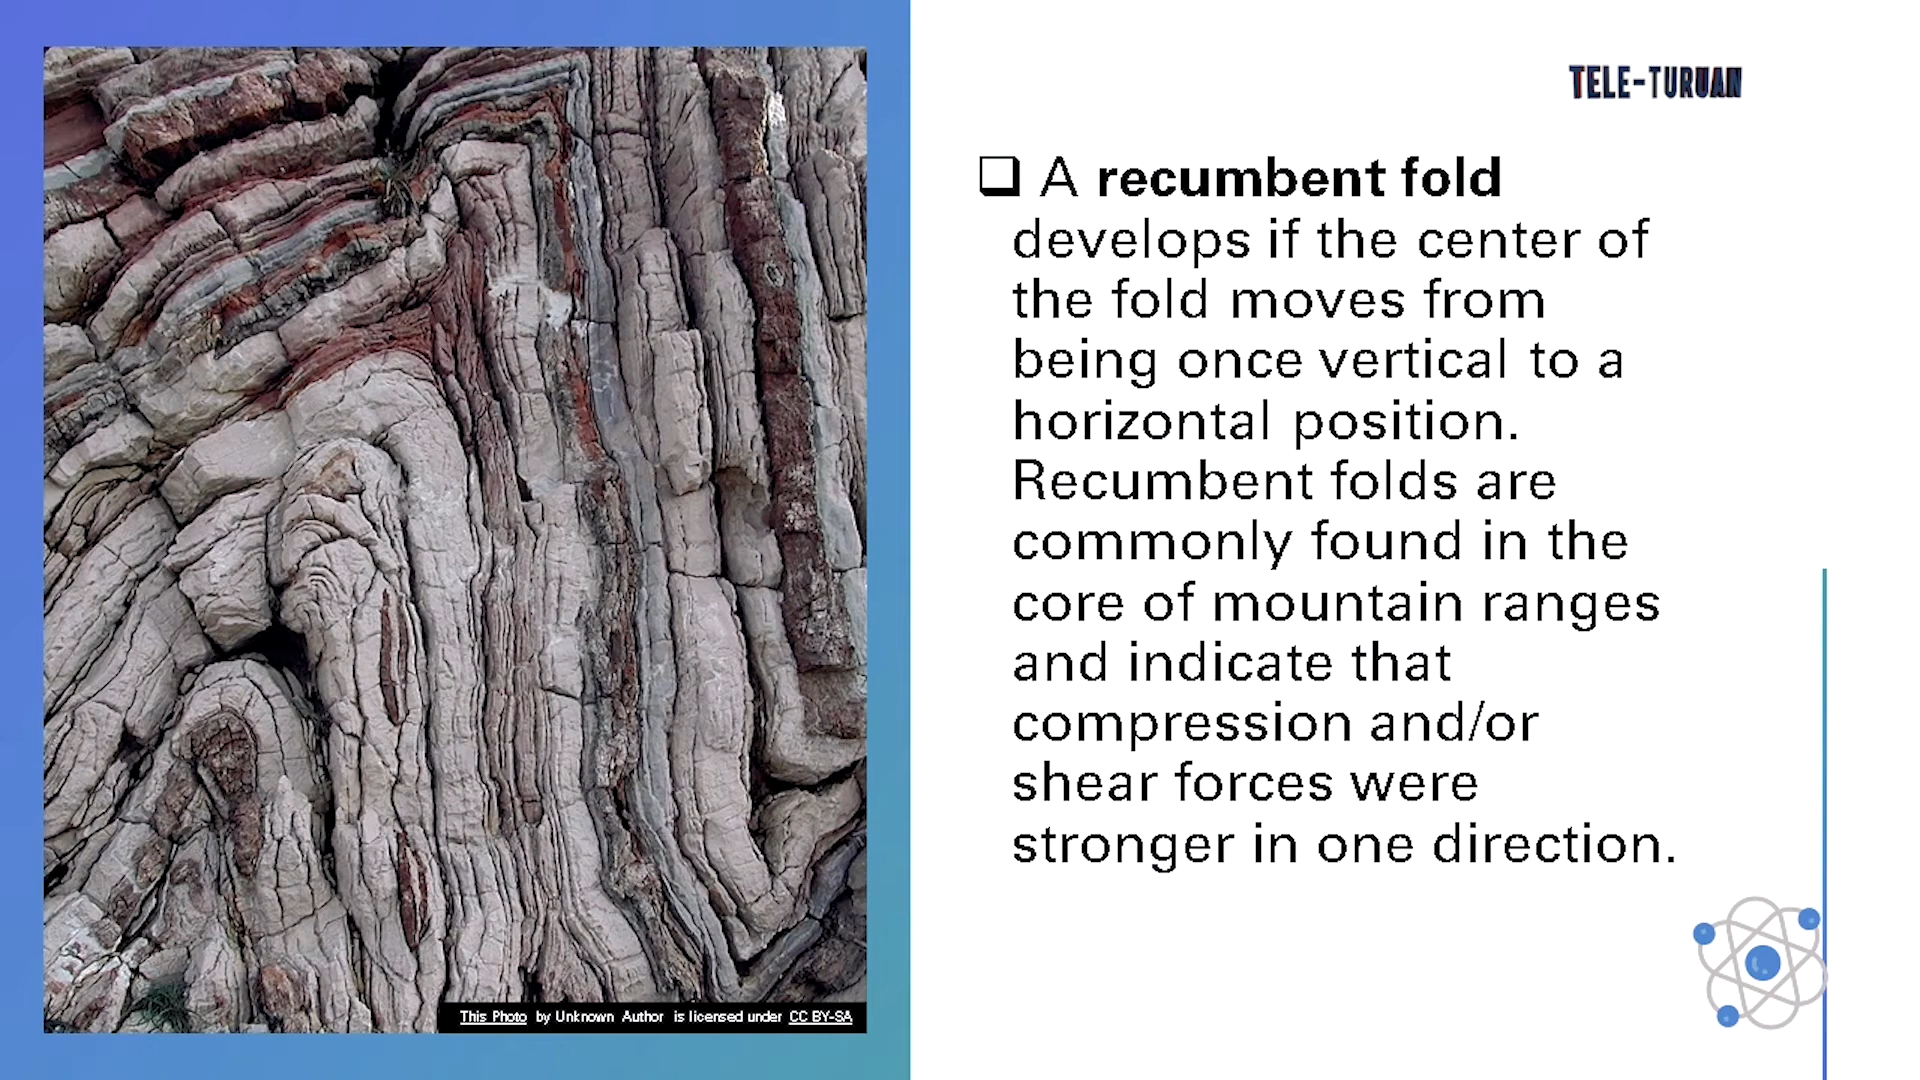 TELE-TURUAN
A recumbent fold
develops if the center of
the fold moves from
being once vertical to a
horizontal position.
Recumbent folds are
commonly found in the
core of mountain ranges
and indicate that
compression and/or
shear forces were
stronger in one direction.
This Photo by Unknown Author is licensed under CC BY-SA